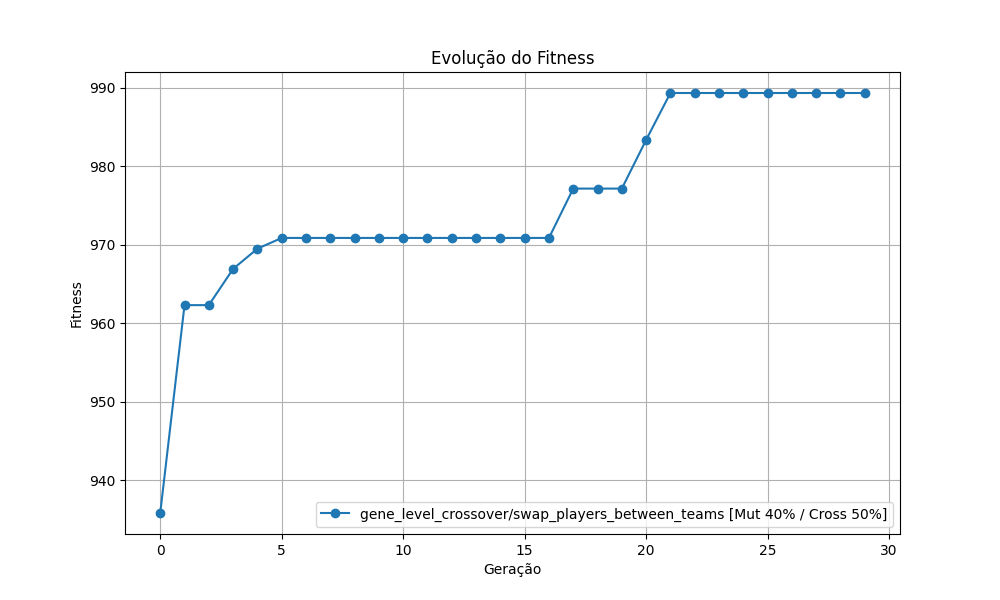 Evolução do Fitness
Fitness
990
980
970
960
950
940
gene_level_crossover/swap_players_between_teams [Mut 40% / Cross 50%]
0 5 10 15 20 25 30
Geração